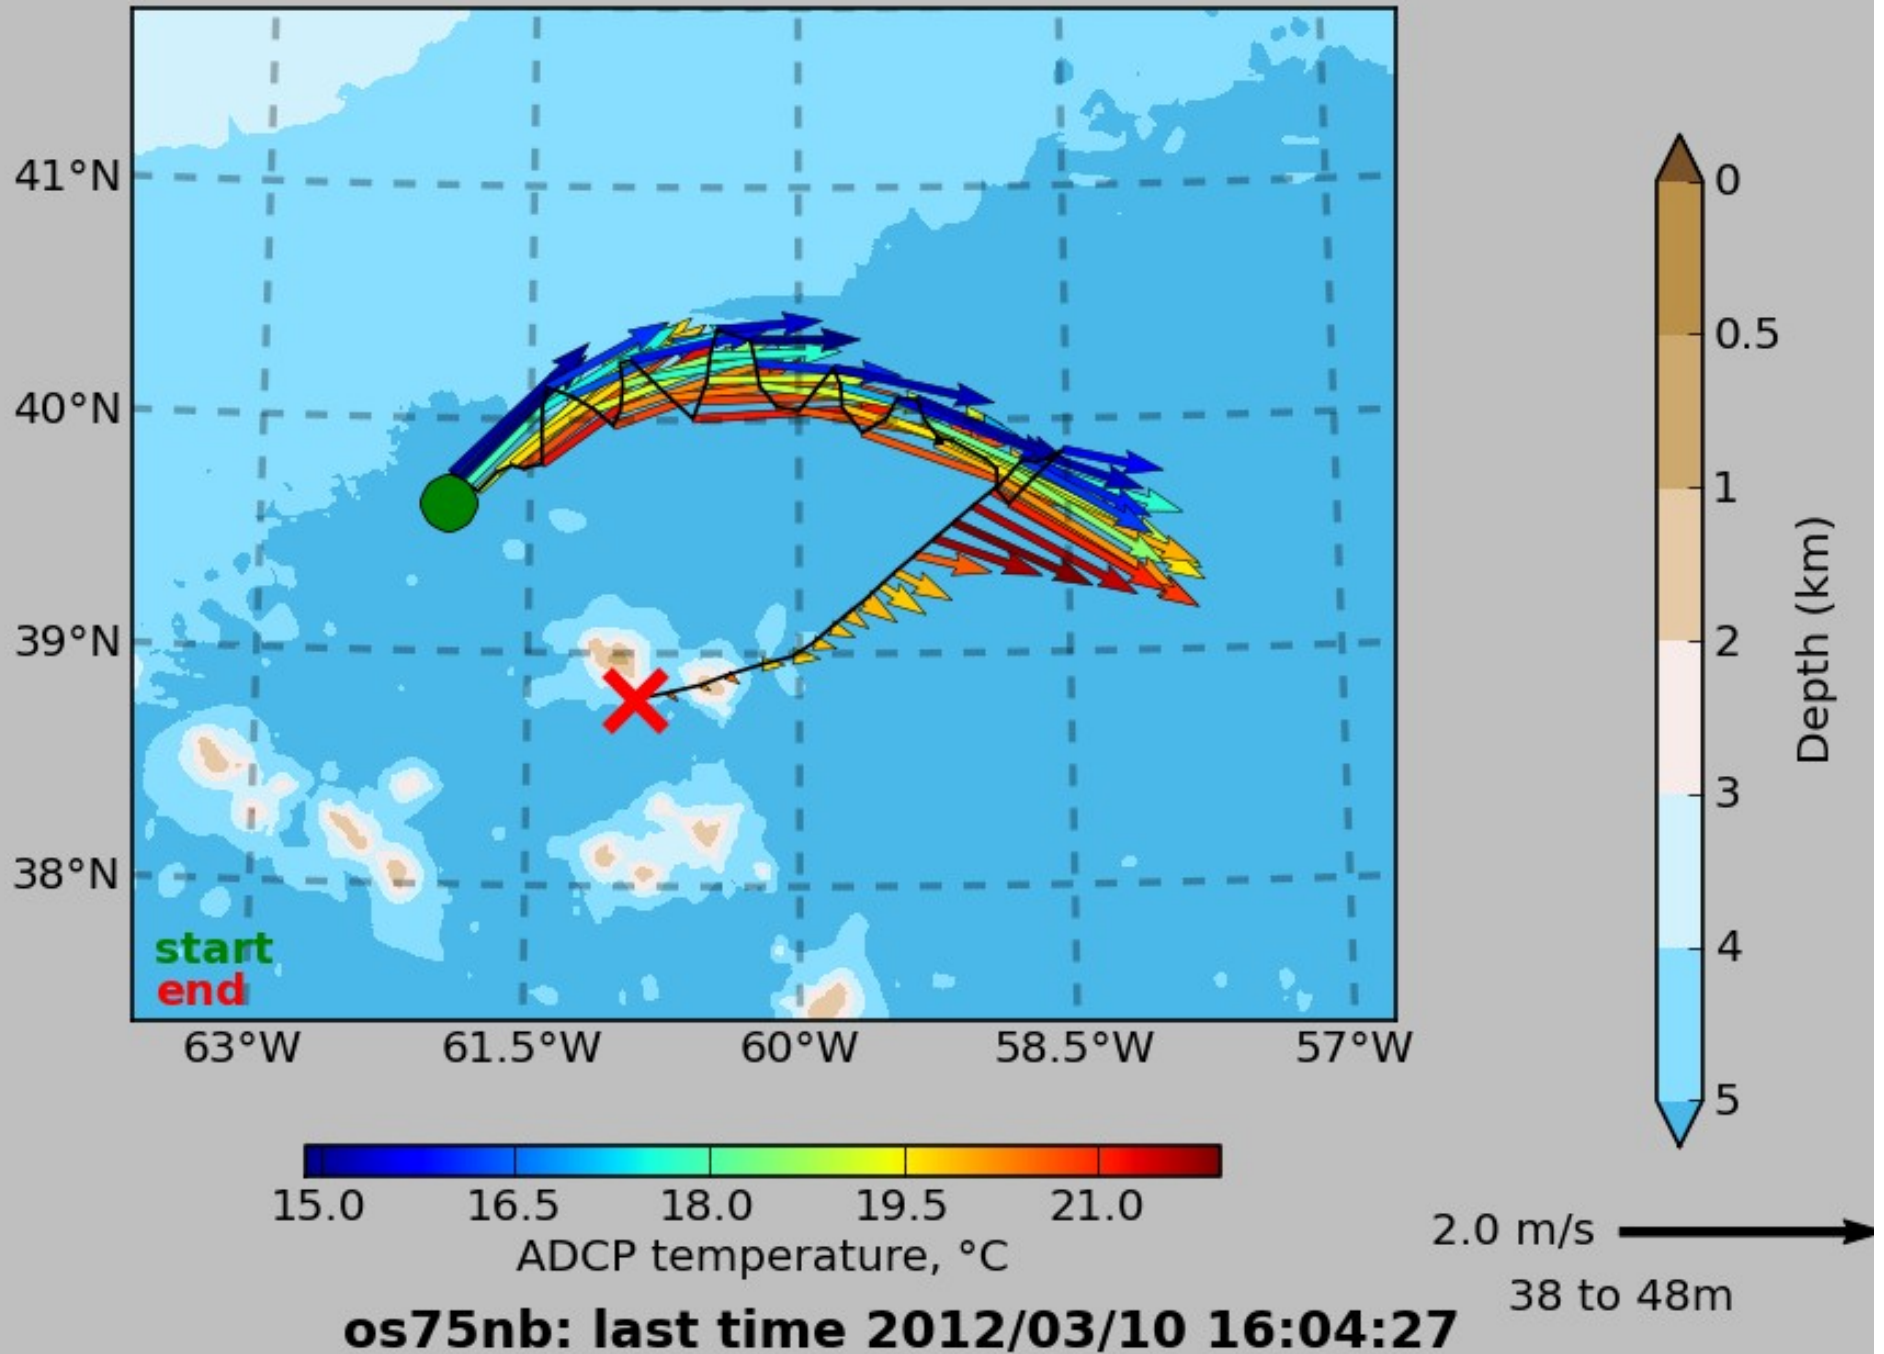 41°N
40°N
39°N
38°N
start
end
63°W
61.5°W
60°W
58.5°W
57°W
0
0.5
1
2
3
4
5
Depth (km)
15.0
16.5
18.0
19.5
21.0
ADCP temperature, °C
2.0 m/s
38 to 48m
os75nb: last time 2012/03/10 16:04:27